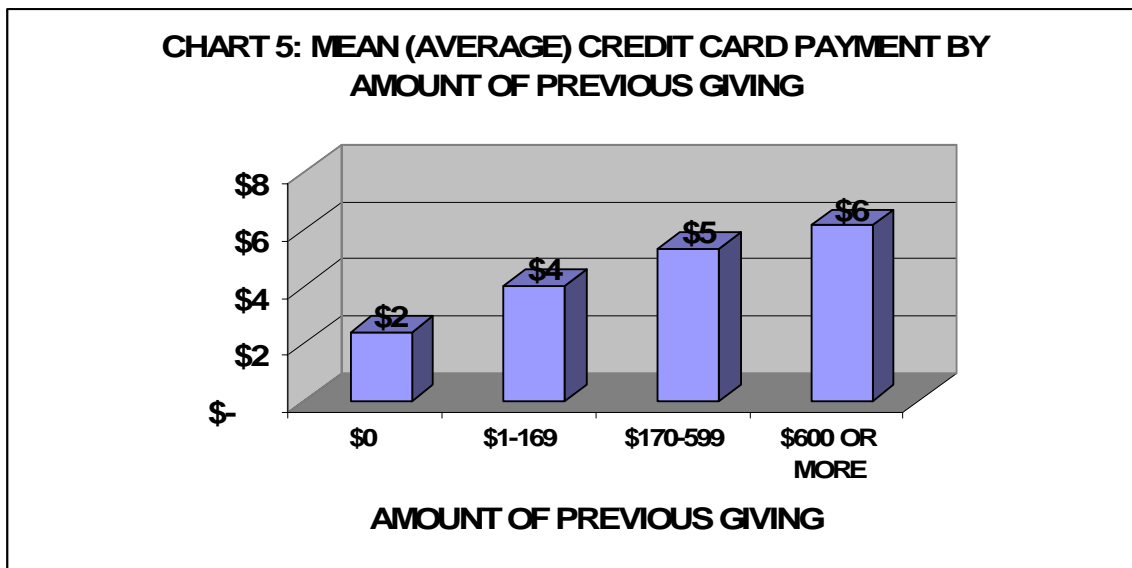 CHART 5: MEAN (AVERAGE) CREDIT CARD PAYMENT BY
AMOUNT OF PREVIOUS GIVING
$8
$6
$4
$2
$-
$2
$4
$5
$6
$0
$1-169
$170-599
$600 OR
MORE
AMOUNT OF PREVIOUS GIVING